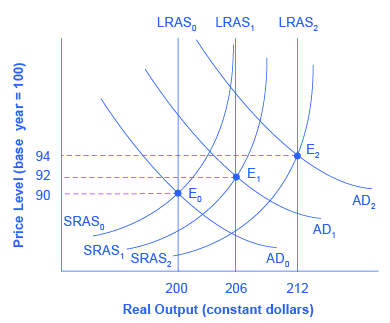 LRAS0 LRAS1 LRAS2
Price Level (base year = 100)
94
92
90
E2
E1
E0
AD2
AD1
AD0
SRAS0
SRAS1
SRAS2
200 206 212
Real Output (constant dollars)